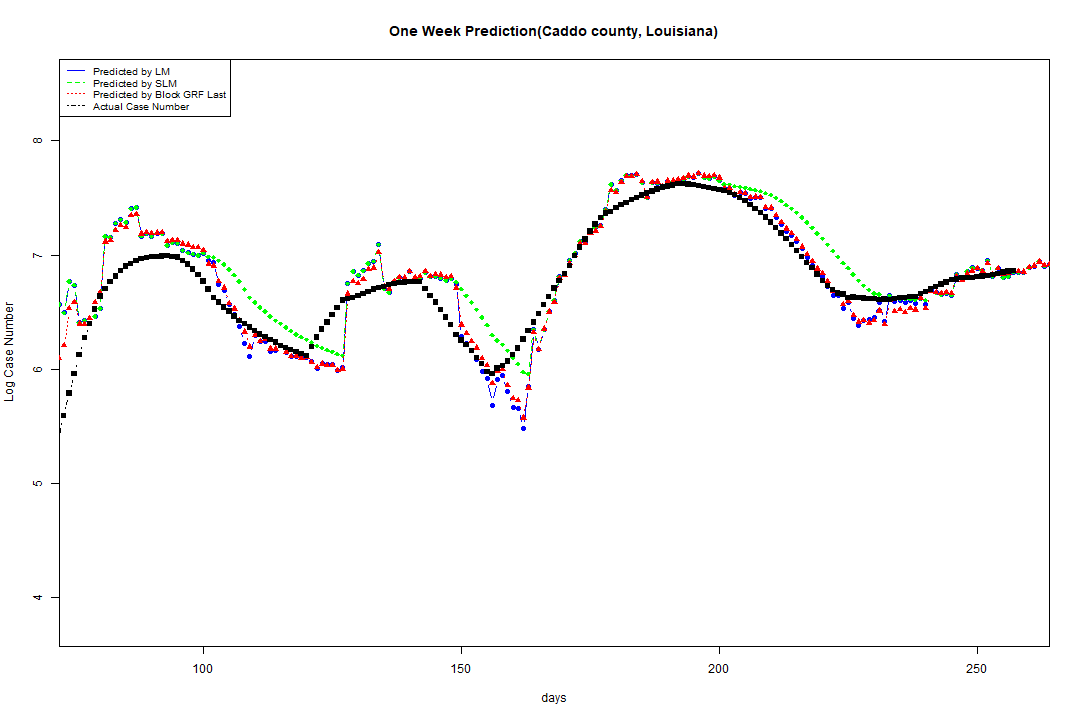 One Week Prediction(Caddo county, Louisiana)
Predicted by LM
Predicted by SLM
Predicted by Block GRF Last
Actual Case Number
8
7
6
5
4
Log Case Number
100
150
200
250
days